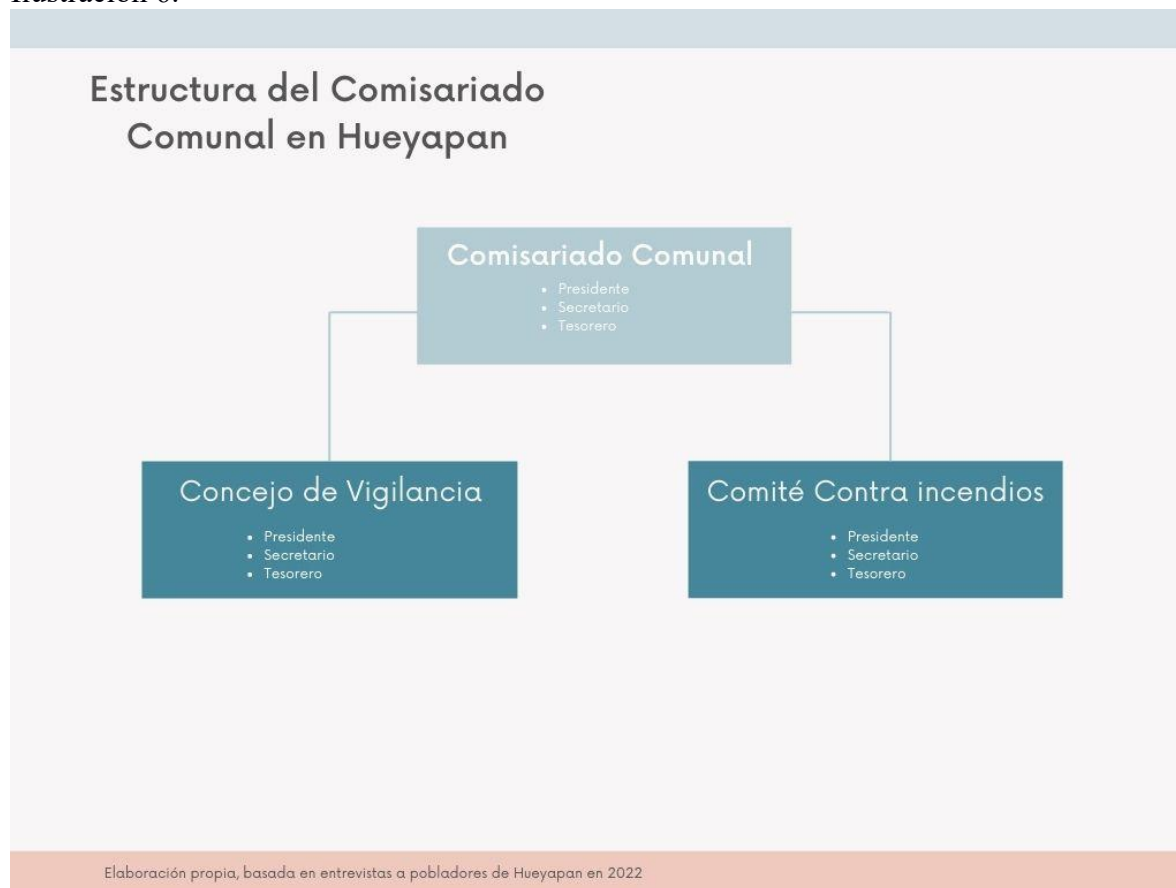 Ilustración 6.
Estructura del Comisariado
Comunal en Hueyapan
Comisariado Comunal
• Presidente
• Secretario
• Tesorero
Concejo de Vigilancia
• Presidente
• Secretario
• Tesorero
Comité Contra incendios
• Presidente
• Secretario
• Tesorero
Elaboración propia, basada en entrevistas a pobladores de Hueyapan en 2022